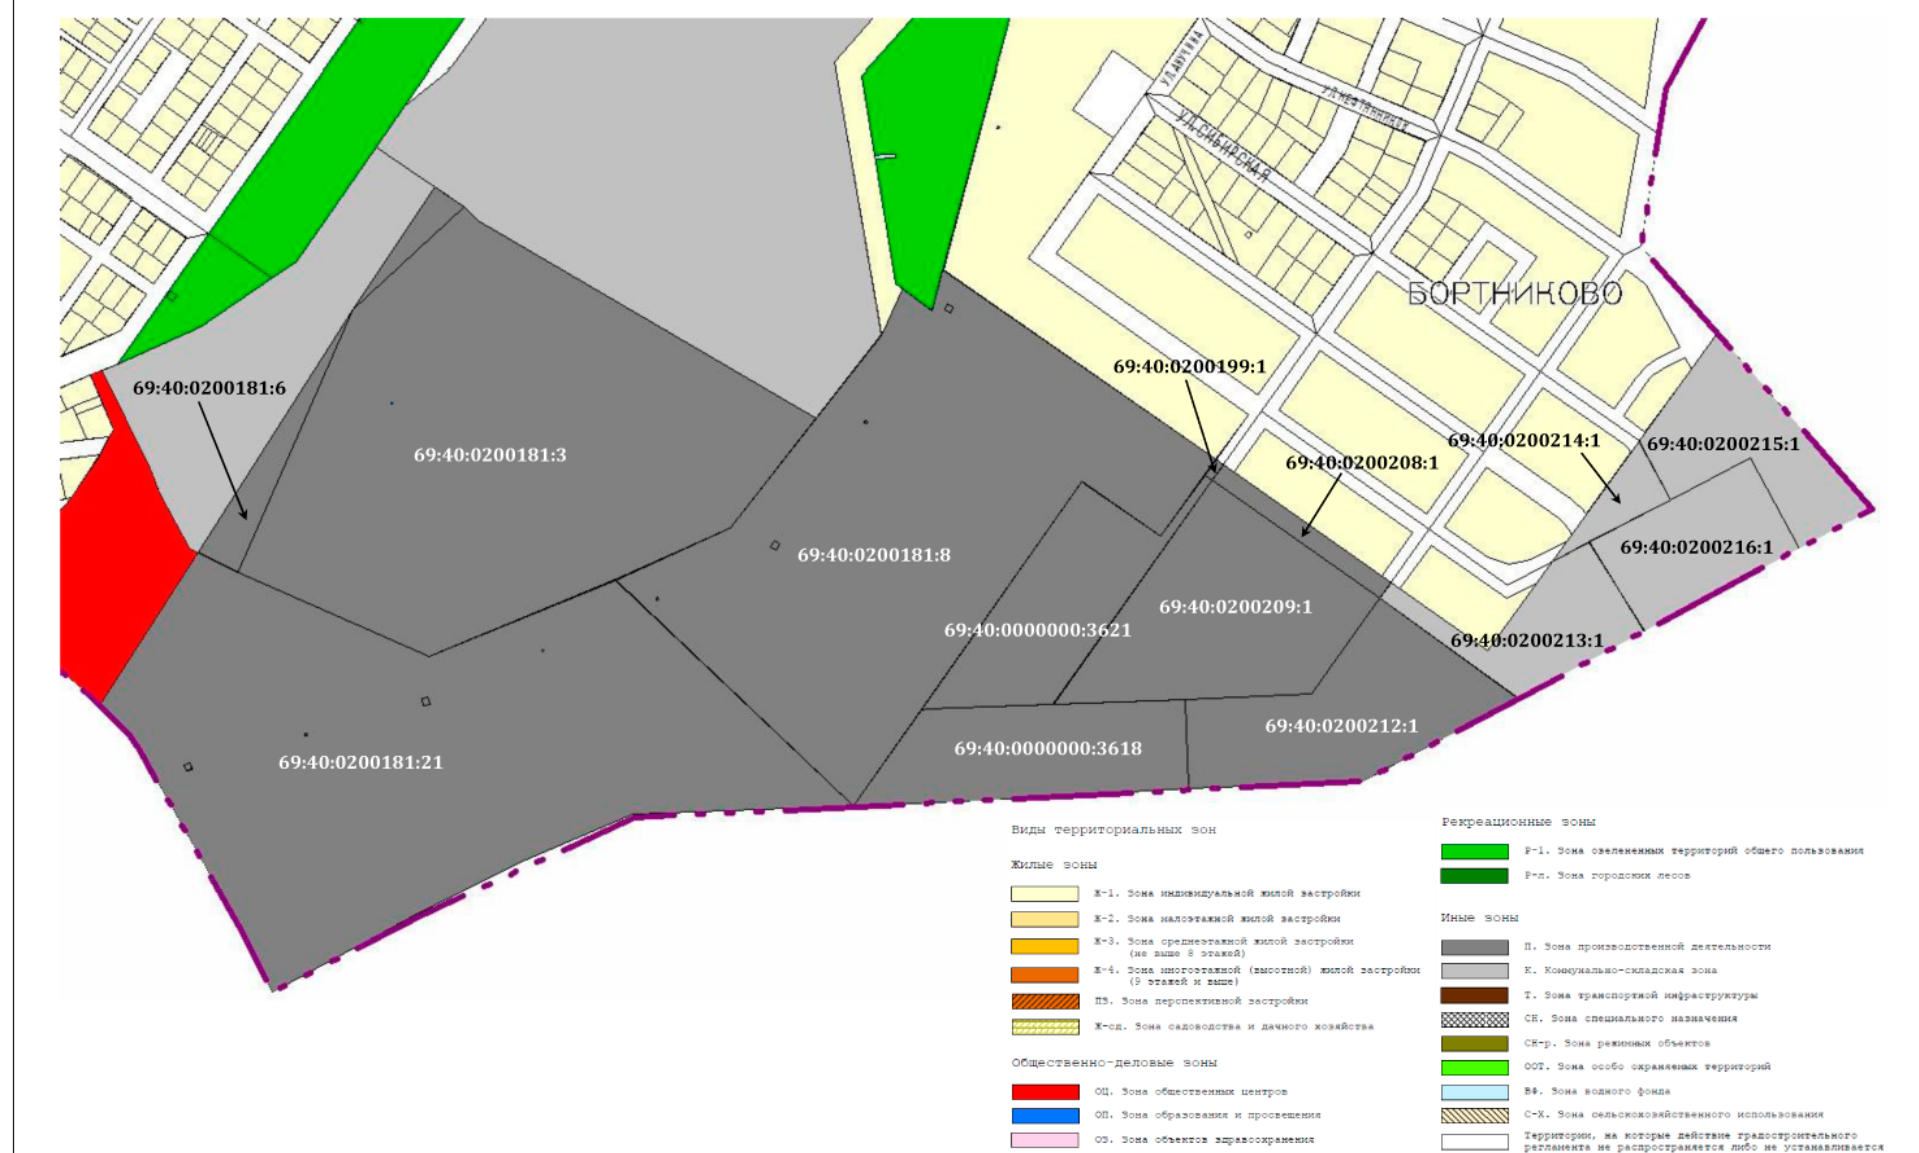 УЛ.АНУЧИНА
УЛ.НЕФТЯНИКОВ
УЛ.СИБИРСКАЯ
БОРТНИКОВО
69:40:0200181:6
69:40:0200181:3
69:40:0200199:1
69:40:0200214:1
69:40:0200215:1
69:40:0200208:1
69:40:0200181:8
69:40:0200216:1
69:40:0200209:1
69:40:0000000:3621
69:40:0200213:1
69:40:0200212:1
69:40:0000000:3618
69:40:0200181:21
Виды территориальных зон
Жилые зоны
Ж-1. Зона индивидуальной жилой застройки
Ж-2. Зона малоэтажной жилой застройки
Ж-3. Зона среднеэтажной жилой застройки
(не выше 8 этажей)
Ж-4. Зона многоэтажной (высотной) жилой застройки
(9 этажей и выше)
ПЗ. Зона перспективной застройки
Ж-сд. Зона садоводства и дачного хозяйства
Общественно-деловые зоны
ОЦ. Зона общественных центров
ОП. Зона образования и просвещения
ОЗ. Зона объектов здравоохранения
Рекреационные зоны
Р-1. Зона озелененных территорий общего пользования
Р-л. Зона городских лесов
Иные зоны
П. Зона производственной деятельности
К. Коммунально-складская зона
Т. Зона транспортной инфраструктуры
СН. Зона специального назначения
СН-р. Зона режимных объектов
ООТ. Зона особо охраняемых территорий
ВФ. Зона водного фонда
С-Х. Зона сельскохозяйственного использования
Территории, на которые действие градостроительного
регламента не распространяется либо не устанавливается